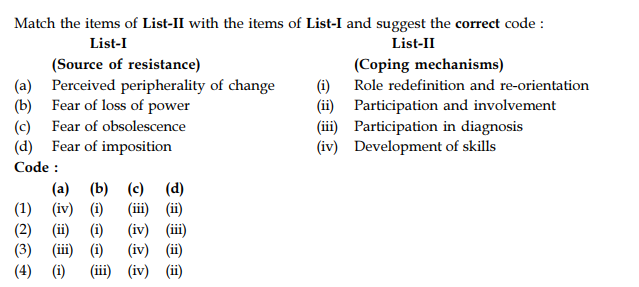 Match the items of List-II with the items of List-I and suggest the correct code :
List-I List-II
(Source of resistance) (Coping mechanisms)
(a) Perceived peripherality of change (i) Role redefinition and re-orientation
(b) Fear of loss of power (ii) Participation and involvement
(c) Fear of obsolescence (iii) Participation in diagnosis
(d) Fear of imposition (iv) Development of skills
Code :
(a) (b) (c) (d)
(1) (iv) (i) (iii) (ii)
(2) (ii) (i) (iv) (iii)
(3) (iii) (i) (iv) (ii)
(4) (i) (iii) (iv) (ii)